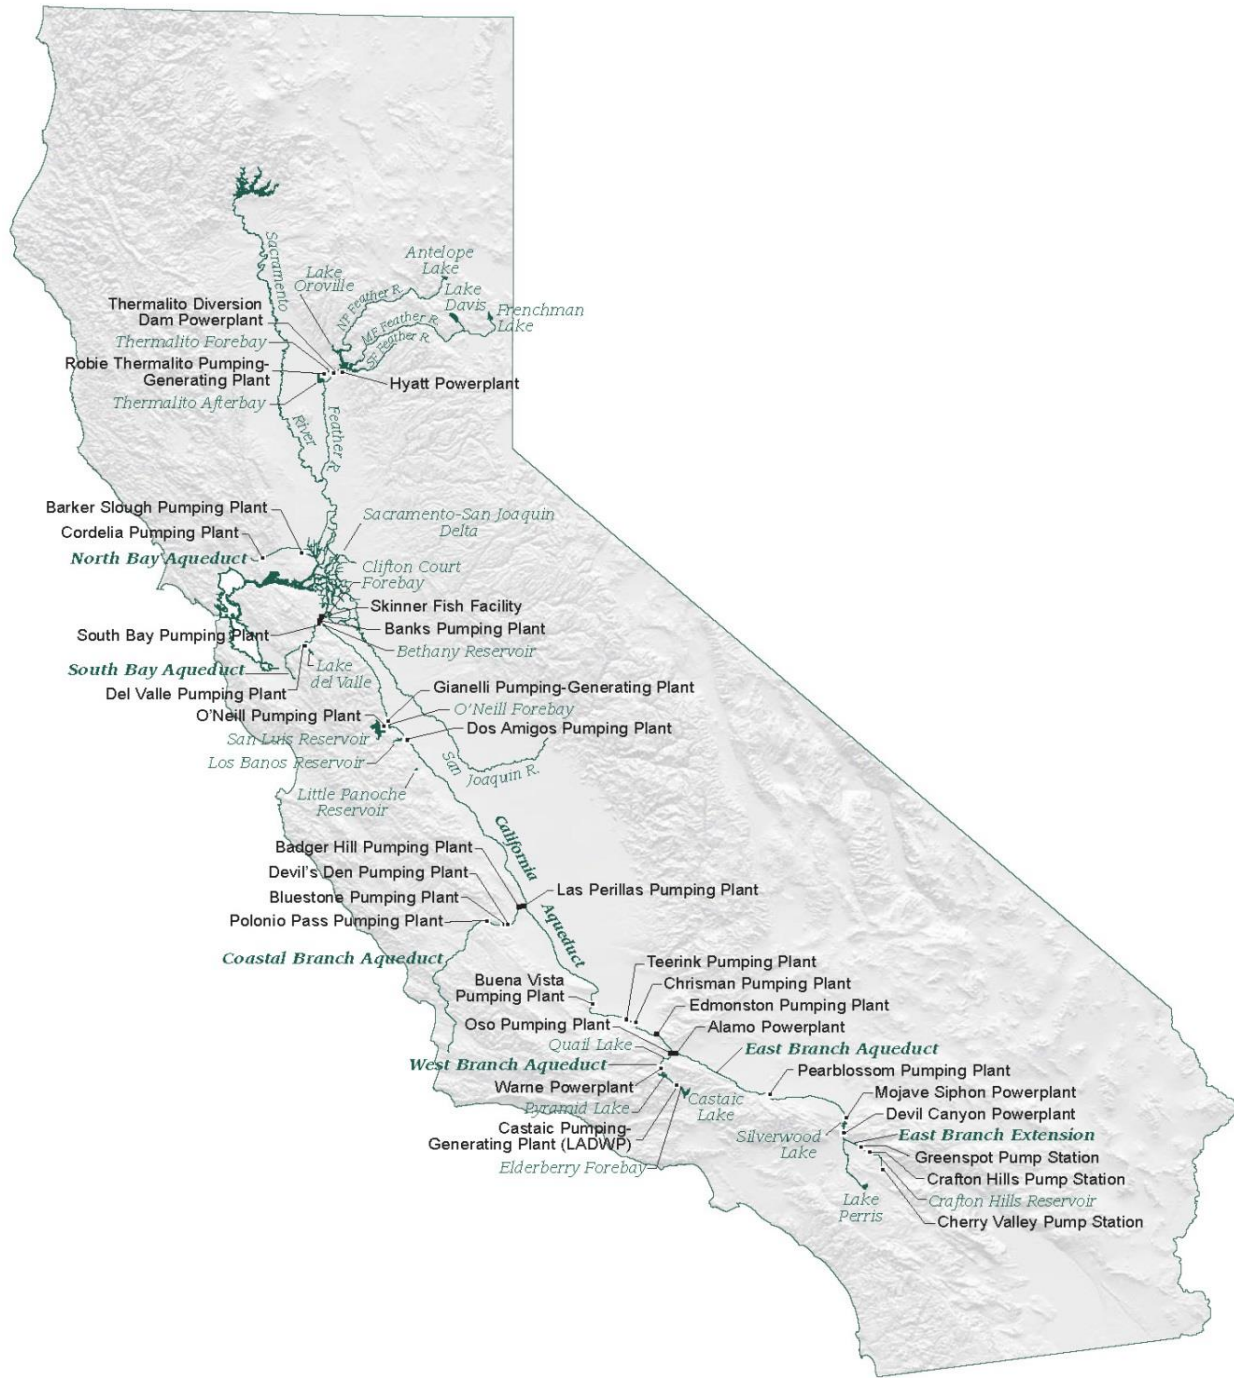 Sacramento
River
Antelope
Lake
Lake
Oroville
Lake
Davis
NF Feather R.
MF Feather R.
SF Feather R.
Frenchman
Lake
Thermalito Diversion
Dam Powerplant
Thermalito Forebay
Robie Thermalito Pumping-
Generating Plant
Hyatt Powerplant
Thermalito Afterbay
Feather R.
Barker Slough Pumping Plant
Sacramento-San Joaquin
Delta
Cordelia Pumping Plant
North Bay Aqueduct
Clifton Court
Forebay
Skinner Fish Facility
South Bay Pumping Plant
Banks Pumping Plant
Bethany Reservoir
South Bay Aqueduct
Lake
del Valle
Del Valle Pumping Plant
Gianelli Pumping-Generating Plant
O'Neill Pumping Plant
O'Neill Forebay
Dos Amigos Pumping Plant
San Luis Reservoir
Los Banos Reservoir
San
Joaquin R.
Little Panoche
Reservoir
California
Aqueduct
Badger Hill Pumping Plant
Devil's Den Pumping Plant
Las Perillas Pumping Plant
Bluestone Pumping Plant
Polonio Pass Pumping Plant
Coastal Branch Aqueduct
Teerink Pumping Plant
Buena Vista
Pumping Plant
Chrisman Pumping Plant
Edmonston Pumping Plant
Oso Pumping Plant
Alamo Powerplant
Quail Lake
East Branch Aqueduct
West Branch Aqueduct
Pearblossom Pumping Plant
Warne Powerplant
Mojave Siphon Powerplant
Pyramid Lake
Castaic
Lake
Devil Canyon Powerplant
Castaic Pumping-
Generating Plant (LADWP)
Silverwood
Lake
East Branch Extension
Greenspot Pump Station
Elderberry Forebay
Crafton Hills Pump Station
Lake
Perris
Crafton Hills Reservoir
Cherry Valley Pump Station